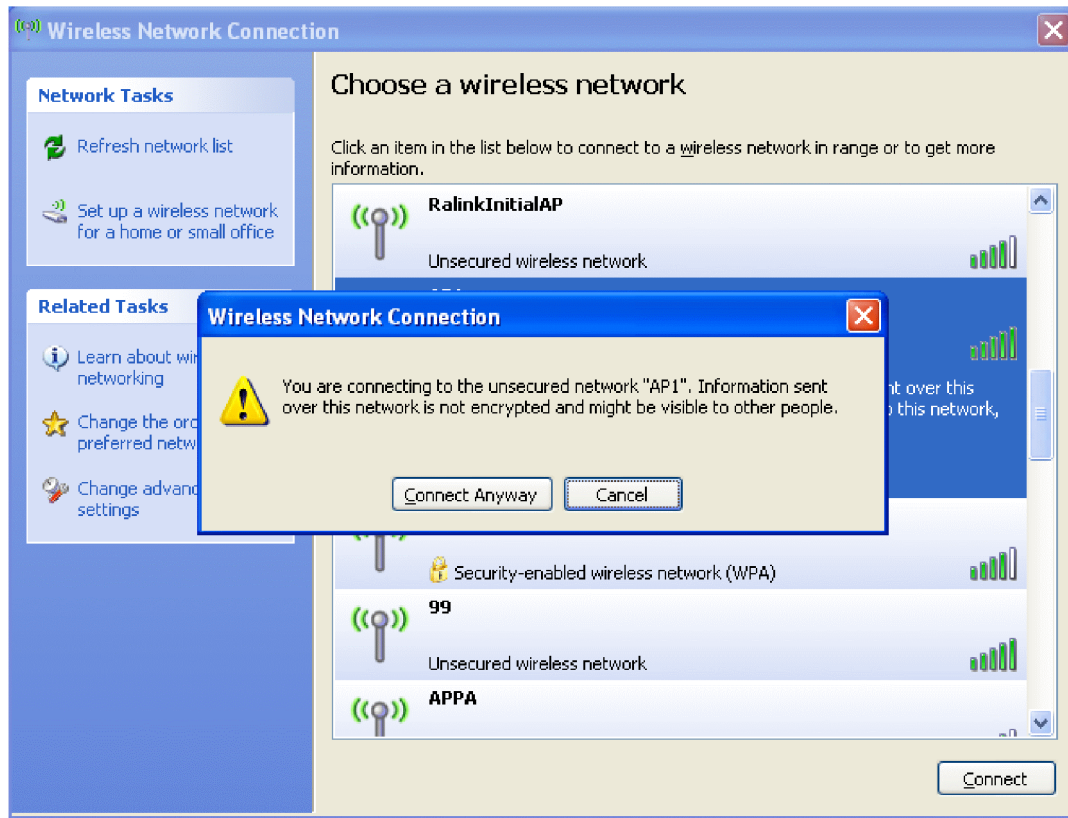 Wireless Network Connection
Network Tasks
Refresh network list
Set up a wireless network
for a home or small office
Related Tasks
Learn about
networking
Change the
preferred
Change
settings
Choose a wireless network
Click an item in the list below to connect to a wireless network in range or to get more
information.
RalinkInitialAP
Unsecured wireless network
over this
this network,
Security-enabled wireless network (WPA)
99
Unsecured wireless network
APPA
Connect
Wireless Network Connection
You are connecting to the unsecured network "AP1". Information sent
over this network is not encrypted and might be visible to other people.
Connect Anyway
Cancel